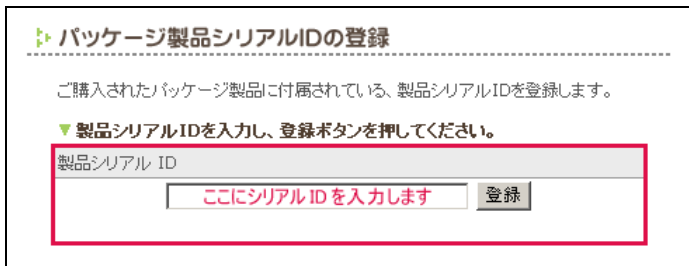 パッケージ製品シリアルIDの登録
ご購入されたパッケージ製品に付属されている、製品シリアルIDを登録します。
▼製品シリアルIDを入力し、登録ボタンを押してください。
製品シリアル ID
ここにシリアル ID を入力します 登録